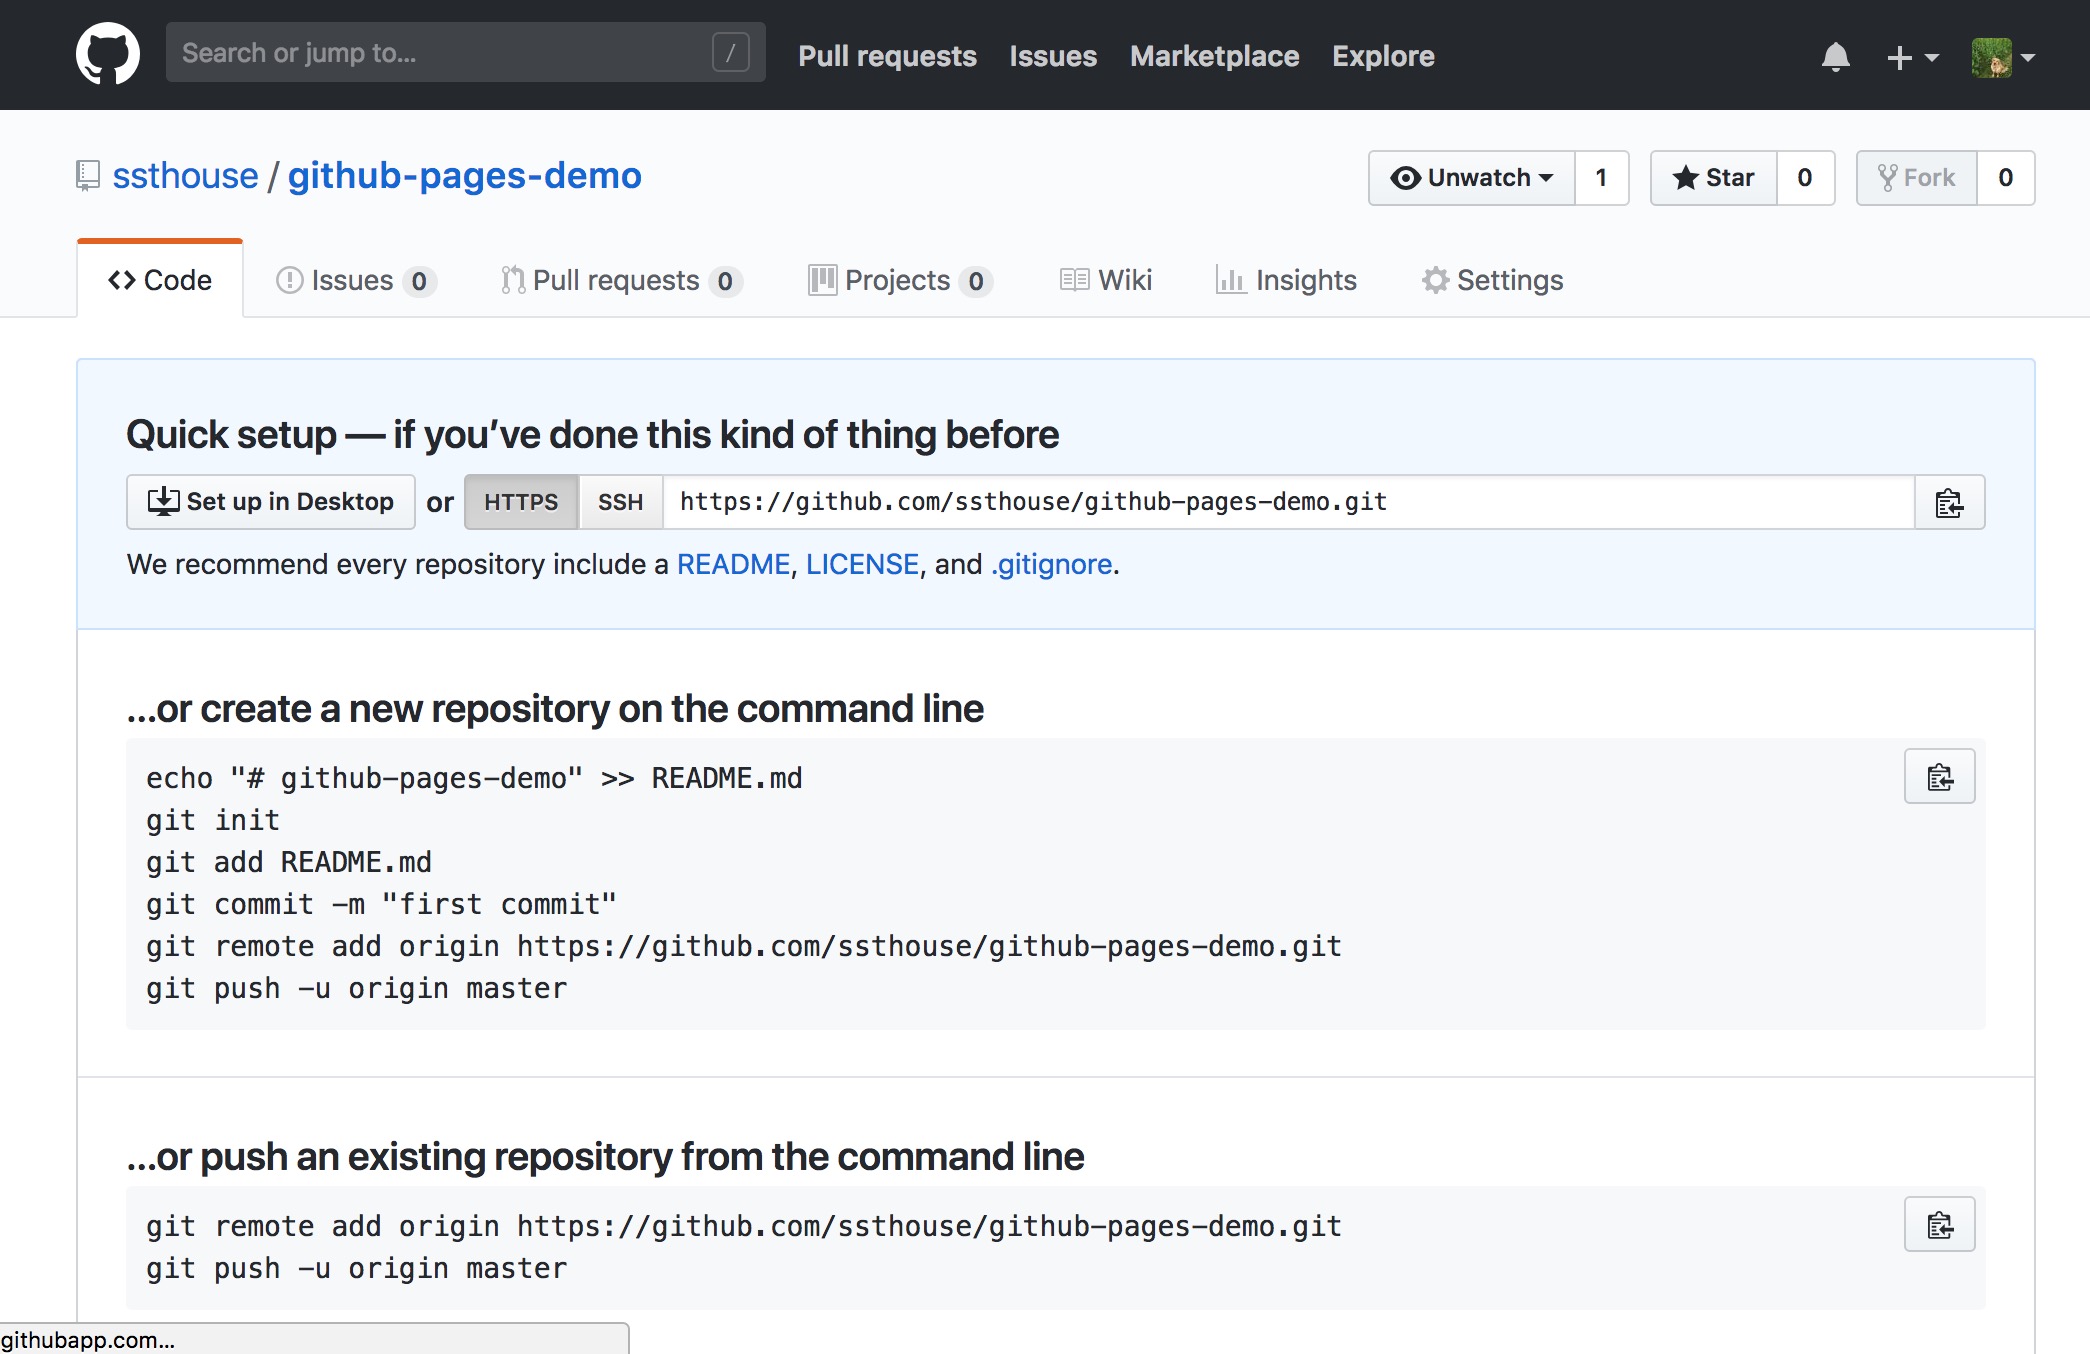 Search or jump to... /
Pull requests Issues Marketplace Explore
ssthouse / github-pages-demo
Unwatch 1 Star 0 Fork 0
Code Issues 0 Pull requests 0 Projects 0 Wiki Insights Settings
Quick setup — if you’ve done this kind of thing before
Set up in Desktop or HTTPS SSH https://github.com/ssthouse/github-pages-demo.git
We recommend every repository include a README, LICENSE, and .gitignore.
…or create a new repository on the command line
echo "# github-pages-demo" >> README.md
git init
git add README.md
git commit -m "first commit"
git remote add origin https://github.com/ssthouse/github-pages-demo.git
git push -u origin master
…or push an existing repository from the command line
git remote add origin https://github.com/ssthouse/github-pages-demo.git
git push -u origin master
githubapp.com...